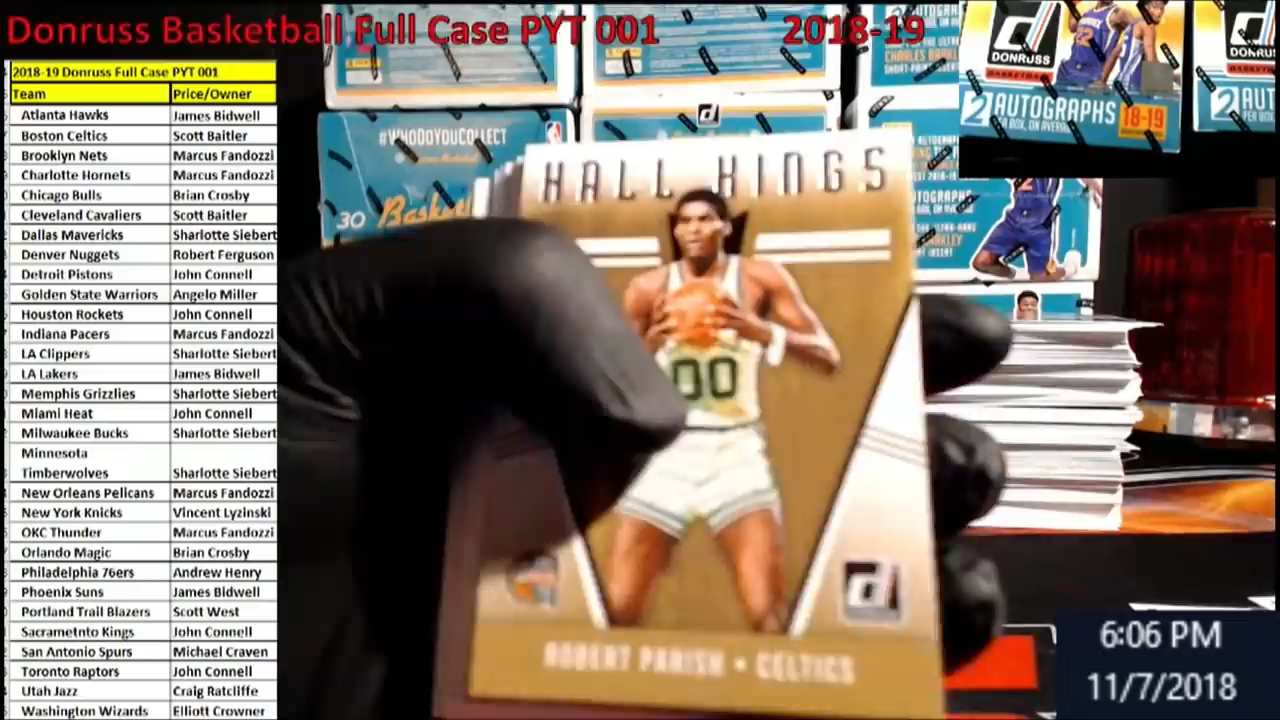 Donruss Basketball Full Case PYT 001 2018-19
2018-19 Donruss Full Case PYT 001
Team Price/Owner
Atlanta Hawks James Bidwell
Boston Celtics Scott Baitler
Brooklyn Nets Marcus Fandozzi
Charlotte Hornets Marcus Fandozzi
Chicago Bulls Brian Crosby
Cleveland Cavaliers Scott Baitler
Dallas Mavericks Sharlotte Siebert
Denver Nuggets Robert Ferguson
Detroit Pistons John Connell
Golden State Warriors Angelo Miller
Houston Rockets John Connell
Indiana Pacers Marcus Fandozzi
LA Clippers Sharlotte Siebert
LA Lakers James Bidwell
Memphis Grizzlies Sharlotte Siebert
Miami Heat John Connell
Milwaukee Bucks Sharlotte Siebert
Minnesota
Timberwolves Sharlotte Siebert
New Orleans Pelicans Marcus Fandozzi
New York Knicks Vincent Lyzinski
OKC Thunder Marcus Fandozzi
Orlando Magic Brian Crosby
Philadelphia 76ers Andrew Henry
Phoenix Suns James Bidwell
Portland Trail Blazers Scott West
Sacrametnto Kings John Connell
San Antonio Spurs Michael Craven
Toronto Raptors John Connell
Utah Jazz Craig Ratcliffe
Washington Wizards Elliott Crowner
#WHODOYOUCOLLECT
30
HALL KINGS
00
ROBERT PARISH • CELTICS
DONRUSS
BASKETBALL
2 AUTOGRAPHS
PER BOX, ON AVERAGE
18-19
2 AUT
6:06 PM
11/7/2018